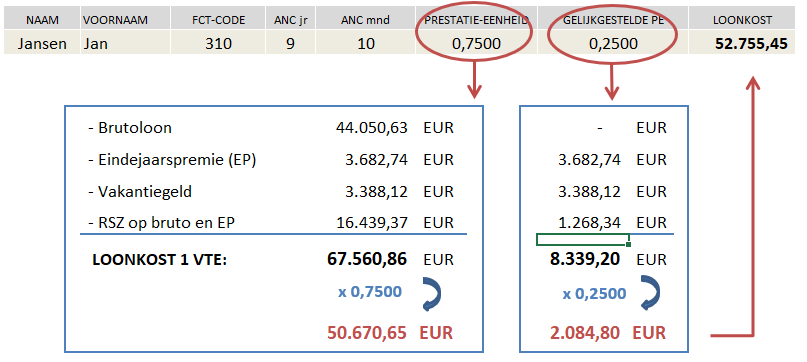 NAAM VOORNAAM FCT-CODE ANC jr ANC mnd PRESTATIE-EENHEID GELIJKGESTELDE PE LOONKOST
Jansen Jan 310 9 10 0,7500 0,2500 52.755,45
- Brutoloon 44.050,63 EUR - EUR
- Eindejaarspremie (EP) 3.682,74 EUR 3.682,74 EUR
- Vakantiegeld 3.388,12 EUR 3.388,12 EUR
- RSZ op bruto en EP 16.439,37 EUR 1.268,34 EUR
LOONKOST 1 VTE: 67.560,86 EUR 8.339,20 EUR
x 0,7500 x 0,2500
50.670,65 EUR 2.084,80 EUR